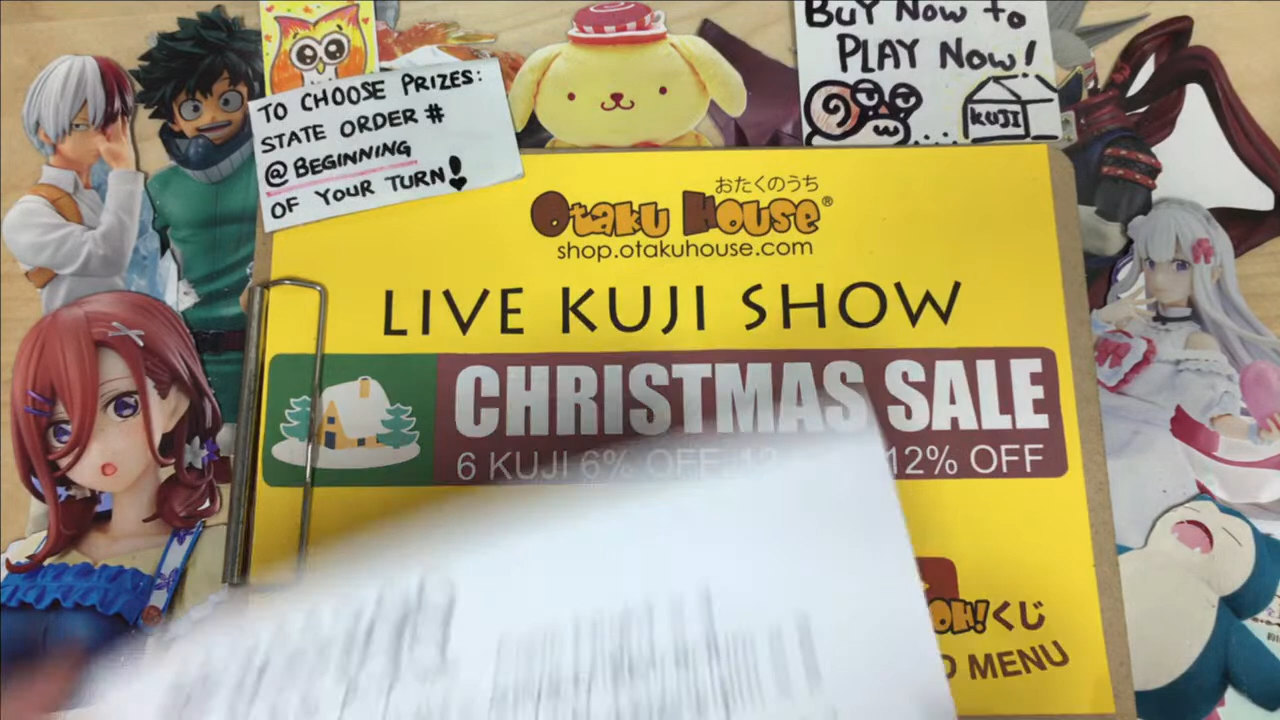 TO CHOOSE PRIZES:
STATE ORDER #
@ BEGINNING
OF YOUR TURN!
BUY NOW TO
PLAY NOW!
KUJI
おたくのうち
OTAKU HOUSE®
shop.otakuhouse.com
LIVE KUJI SHOW
CHRISTMAS SALE
6 KUJI 6% OFF 12% OFF
OH!くじ
MENU